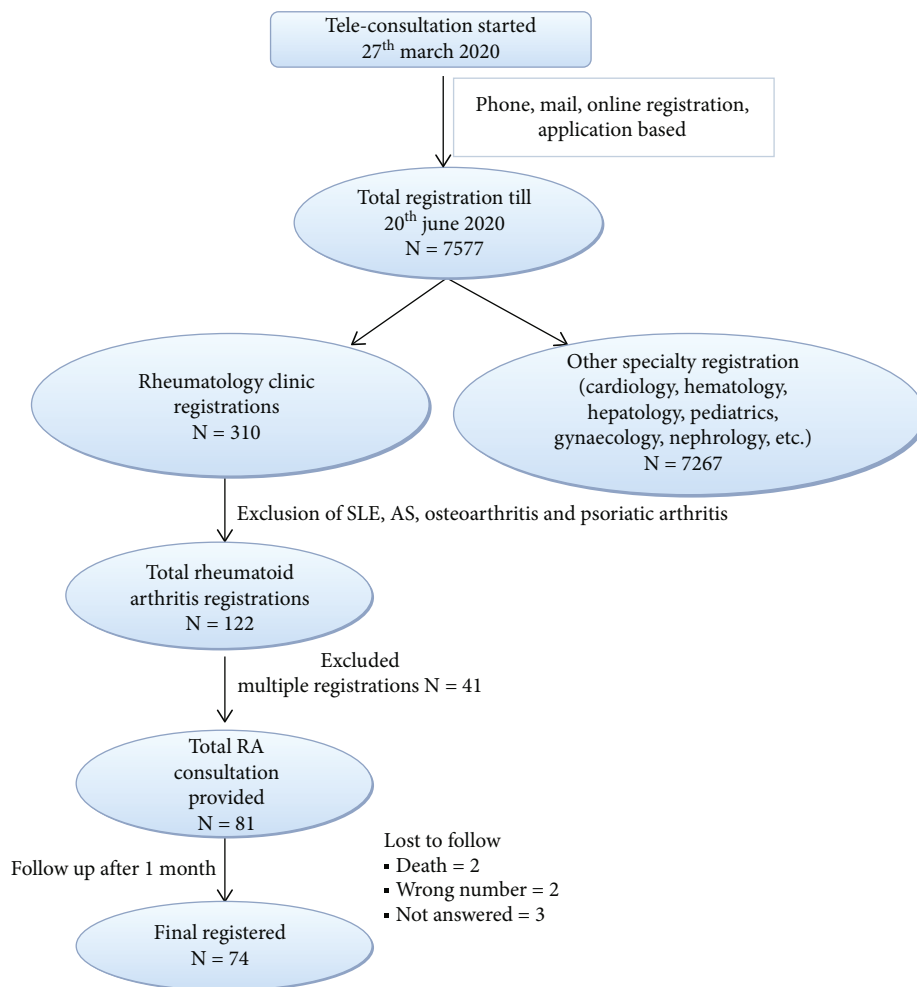 Tele-consultation started
27th march 2020
Phone, mail, online registration,
application based
Total registration till
20th june 2020
N = 7577
Rheumatology clinic
registrations
N = 310
Other specialty registration
(cardiology, hematology,
hepatology, pediatrics,
gynaecology, nephrology, etc.)
N = 7267
Exclusion of SLE, AS, osteoarthritis and psoriatic arthritis
Total rheumatoid
arthritis registrations
N = 122
Excluded
multiple registrations N = 41
Total RA
consultation
provided
N = 81
Follow up after 1 month
Lost to follow
▪ Death = 2
▪ Wrong number = 2
▪ Not answered = 3
Final registered
N = 74